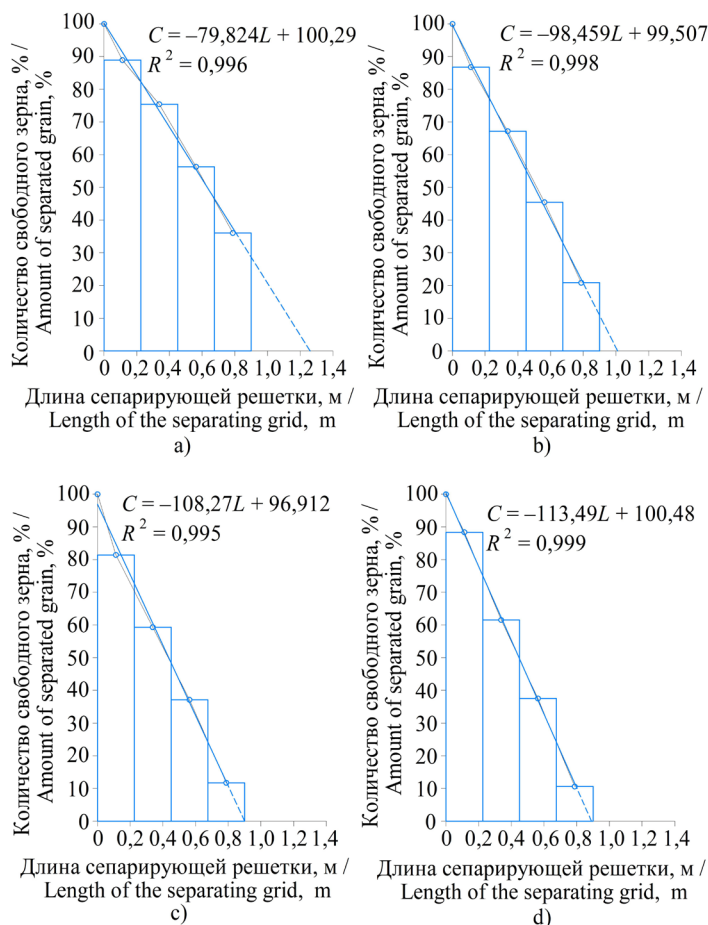 Количество свободного зерна, % /
Amount of separated grain, %
100
90
80
70
60
50
40
30
20
10
0
C = –79,824L + 100,29
R² = 0,996
0 0,2 0,4 0,6 0,8 1,0 1,2 1,4
Длина сепарирующей решетки, м /
Length of the separating grid, m
a)
Количество свободного зерна, % /
Amount of separated grain, %
100
90
80
70
60
50
40
30
20
10
0
C = –98,459L + 99,507
R² = 0,998
0 0,2 0,4 0,6 0,8 1,0 1,2 1,4
Длина сепарирующей решетки, м /
Length of the separating grid, m
b)
Количество свободного зерна, % /
Amount of separated grain, %
100
90
80
70
60
50
40
30
20
10
0
C = –108,27L + 96,912
R² = 0,995
0 0,2 0,4 0,6 0,8 1,0 1,2 1,4
Длина сепарирующей решетки, м /
Length of the separating grid, m
c)
Количество свободного зерна, % /
Amount of separated grain, %
100
90
80
70
60
50
40
30
20
10
0
C = –113,49L + 100,48
R² = 0,999
0 0,2 0,4 0,6 0,8 1,0 1,2 1,4
Длина сепарирующей решетки, м /
Length of the separating grid, m
d)